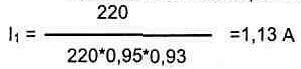 220
I₁ = =1,13 A
220*0,95*0,93